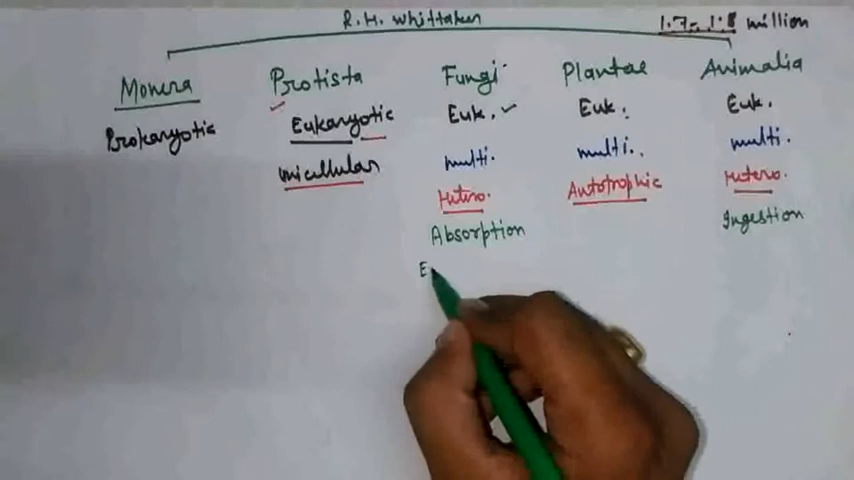 R.H. Whittaker
1.7-1.8 million
Monera
Prokaryotic
Protista
Eukaryotic
Unicellular
Fungi
Euk.
multi.
Hetero.
Absorption
E
Plantae
Euk.
multi.
Autotrophic
Animalia
Euk.
multi.
Hetero.
Ingestion